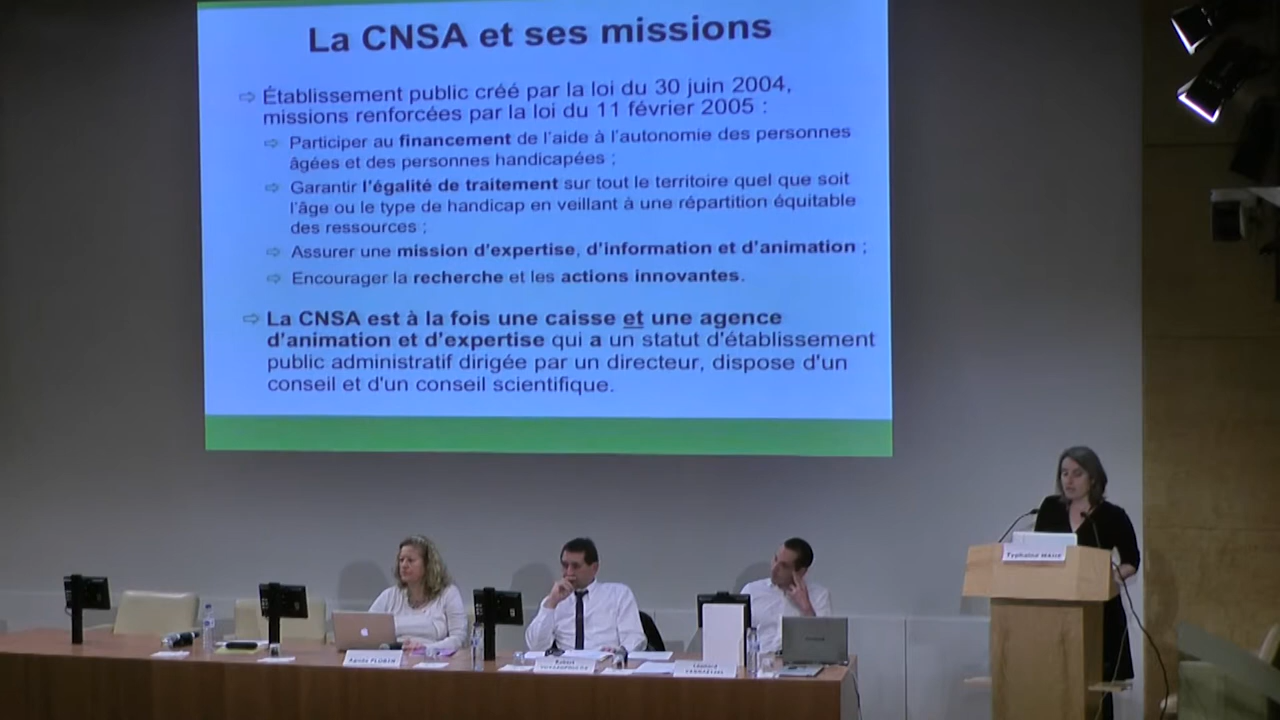 La CNSA et ses missions
⇨ Établissement public créé par la loi du 30 juin 2004,
missions renforcées par la loi du 11 février 2005 :
⇨ Participer au financement de l'aide à l'autonomie des personnes
âgées et des personnes handicapées ;
⇨ Garantir l'égalité de traitement sur tout le territoire quel que soit
l'âge ou le type de handicap en veillant à une répartition équitable
des ressources ;
⇨ Assurer une mission d'expertise, d'information et d'animation ;
⇨ Encourager la recherche et les actions innovantes.
⇨ La CNSA est à la fois une caisse et une agence
d'animation et d'expertise qui a un statut d'établissement
public administratif dirigée par un directeur, dispose d'un
conseil et d'un conseil scientifique.
Typhaine
Agnès
Robert